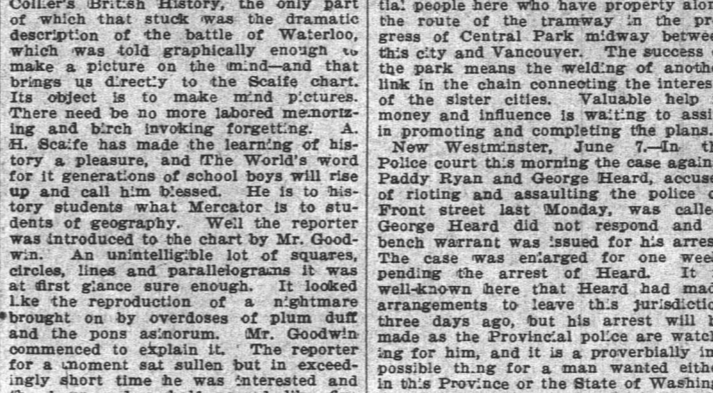 Collier's British History, the only part
of which that stuck was the dramatic
description of the battle of Waterloo,
which was told graphically enough to
make a picture on the mind—and that
brings us directly to the Scaife chart.
Its object is to make mind pictures.
There need be no more labored memoriz-
ing and birch invoking forgetting. A.
H. Scaife has made the learning of his-
tory a pleasure, and The World's word
for it generations of school boys will rise
up and call him blessed. He is to his-
tory students what Mercator is to stu-
dents of geography. Well the reporter
was introduced to the chart by Mr. Good-
win. An unintelligible lot of squares,
circles, lines and parallelograms it was
at first glance sure enough. It looked
like the reproduction of a nightmare
brought on by overdoses of plum duff
and the pons asinorum. Mr. Goodwin
commenced to explain it. The reporter
for a moment sat sullen but in exceed-
ingly short time he was interested and
tial people here who have property alon
the route of the tramway in the pro
gress of Central Park midway betwee
this city and Vancouver. The success o
the park means the welding of anothe
link in the chain connecting the interes
of the sister cities. Valuable help i
money and influence is waiting to assi
in promoting and completing the plans.
New Westminster, June 7.—In th
Police court this morning the case again
Paddy Ryan and George Heard, accuse
of rioting and assaulting the police o
Front street last Monday, was calle
George Heard did not respond and
bench warrant was issued for his arres
The case was enlarged for one week
pending the arrest of Heard. It
well-known here that Heard had mad
arrangements to leave this jurisdictio
three days ago, but his arrest will b
made as the Provincial police are watch
ing for him, and it is a proverbially im
possible thing for a man wanted eithe
in this Province or the State of Washing